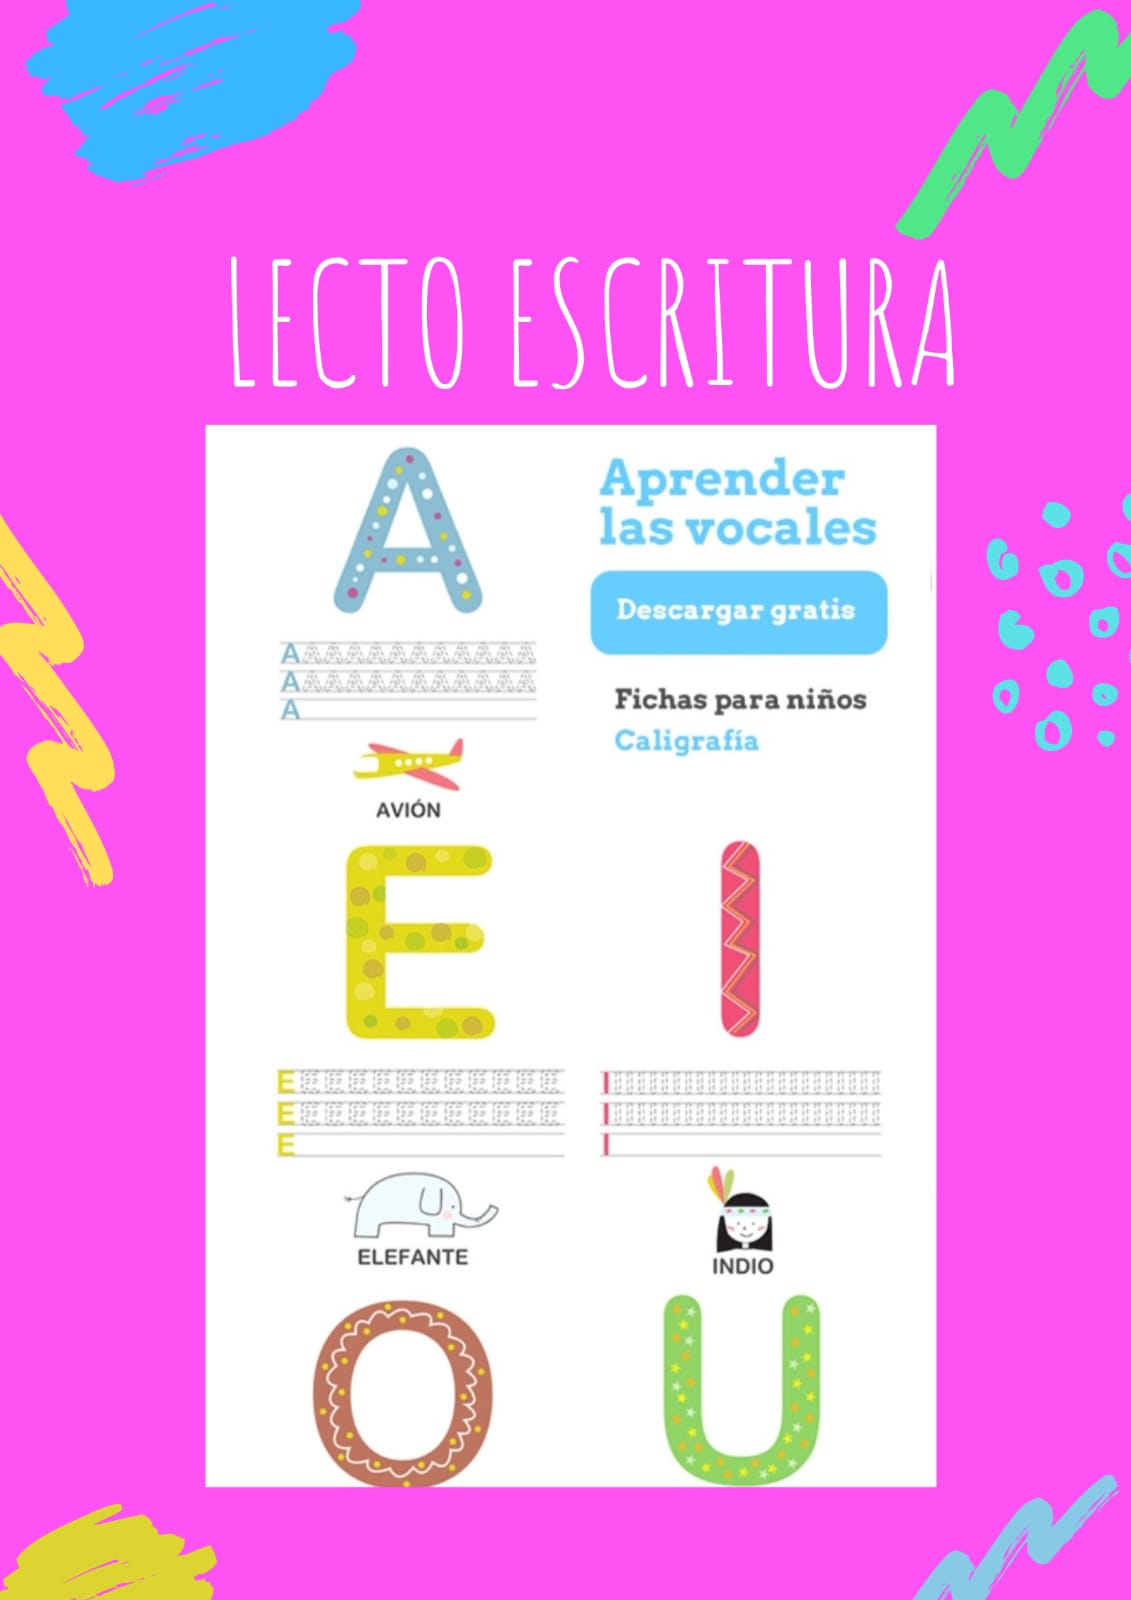 LECTO ESCRITURA
A
Aprender
las vocales
Descargar gratis
Fichas para niños
Caligrafía
A A A A A A A A A A A A
A A A A A A A A A A A A
A
AVIÓN
E
I
E E E E E E E E E E E E
E E E E E E E E E E E E
E
I I I I I I I I I I I I I I I I I I I I
I I I I I I I I I I I I I I I I I I I I
I
ELEFANTE
INDIO
O
U